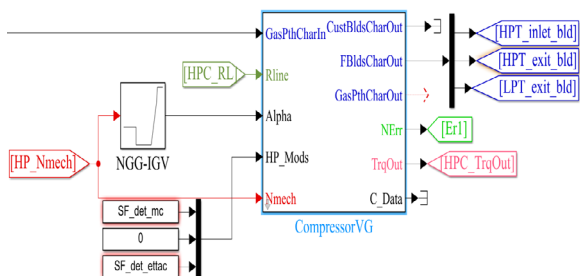 GasPthCharIn
CustBldsCharOut
[HPT_inlet_bld]
[HPC_RL]
Rline
FBldsCharOut
[HPT_exit_bld]
GasPthCharOut
[LPT_exit_bld]
Alpha
NErr
[Er1]
NGG-IGV
[HP_Nmech]
HP_Mods
TrqOut
[HPC_TrqOut]
Nmech
C_Data
SF_det_mc
CompressorVG
0
SF_det_ettac